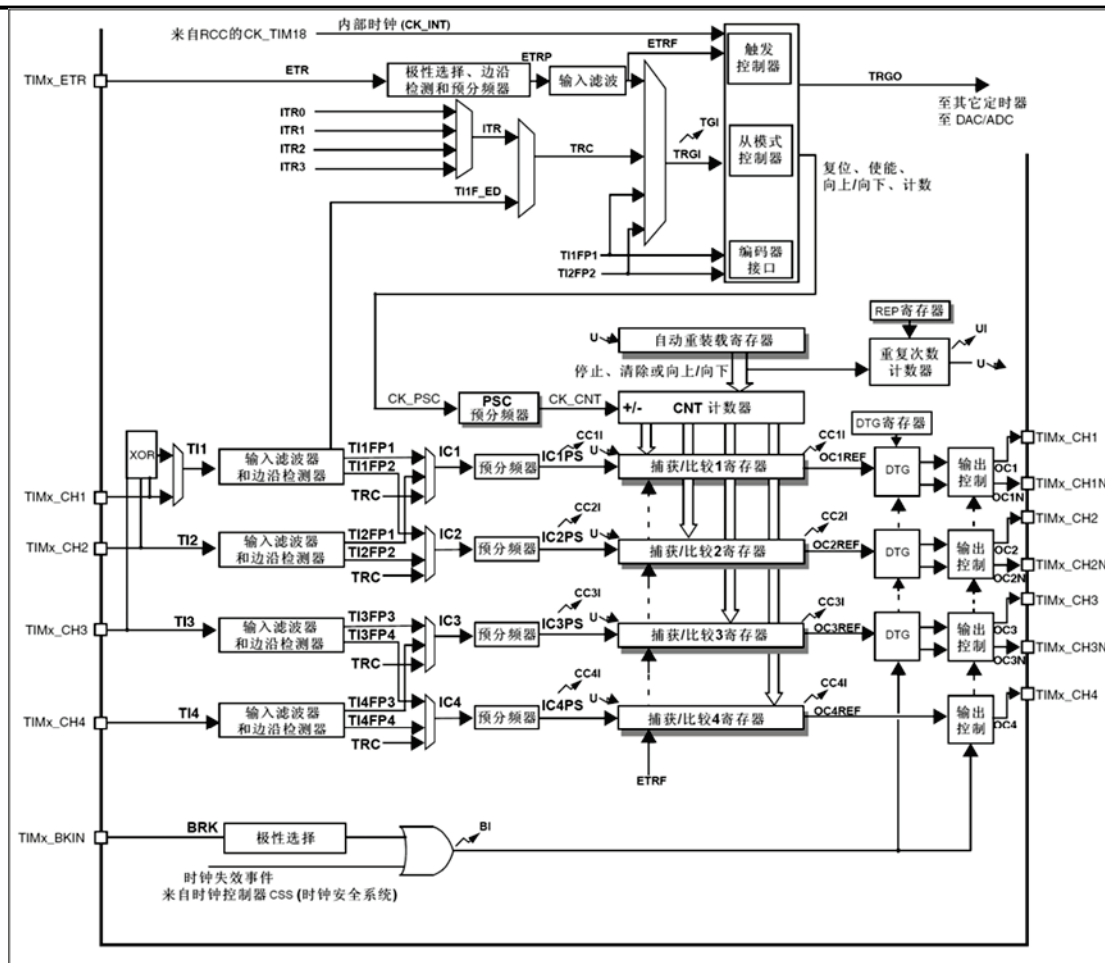 内部时钟 (CK_INT)
来自RCC的CK_TIM18
ETRF
触发
控制器
ETRP
TIMx_ETR
ETR
极性选择、边沿
检测和预分频器
输入滤波
TRGO
至其它定时器
至 DAC/ADC
ITR0
ITR1
ITR2
ITR3
ITR
TRC
TGI
TRGI
从模式
控制器
复位、使能、
向上/向下、计数
TI1F_ED
TI1FP1
TI2FP2
编码器
接口
REP寄存器
U
自动重装载寄存器
重复次数
计数器
UI
U
停止、清除或向上/向下
CK_PSC
PSC
预分频器
CK_CNT
+/-
CNT 计数器
DTG寄存器
XOR
TI1
输入滤波器
和边沿检测器
TI1FP1
TI1FP2
TRC
IC1
预分频器
IC1PS
CC1I
U
捕获/比较1寄存器
CC1I
OC1REF
DTG
输出
控制
OC1
OC1N
TIMx_CH1
TIMx_CH1N
TIMx_CH1
TIMx_CH2
TI2
输入滤波器
和边沿检测器
TI2FP1
TI2FP2
TRC
IC2
预分频器
IC2PS
CC2I
U
捕获/比较2寄存器
CC2I
OC2REF
DTG
输出
控制
OC2
OC2N
TIMx_CH2
TIMx_CH2N
TIMx_CH3
TI3
输入滤波器
和边沿检测器
TI3FP3
TI3FP4
TRC
IC3
预分频器
IC3PS
CC3I
U
捕获/比较3寄存器
CC3I
OC3REF
DTG
输出
控制
OC3
OC3N
TIMx_CH3
TIMx_CH3N
TIMx_CH4
TI4
输入滤波器
和边沿检测器
TI4FP3
TI4FP4
TRC
IC4
预分频器
IC4PS
CC4I
U
捕获/比较4寄存器
CC4I
OC4REF
输出
控制
OC4
TIMx_CH4
ETRF
TIMx_BKIN
BRK
极性选择
BI
时钟失效事件
来自时钟控制器 CSS (时钟安全系统)